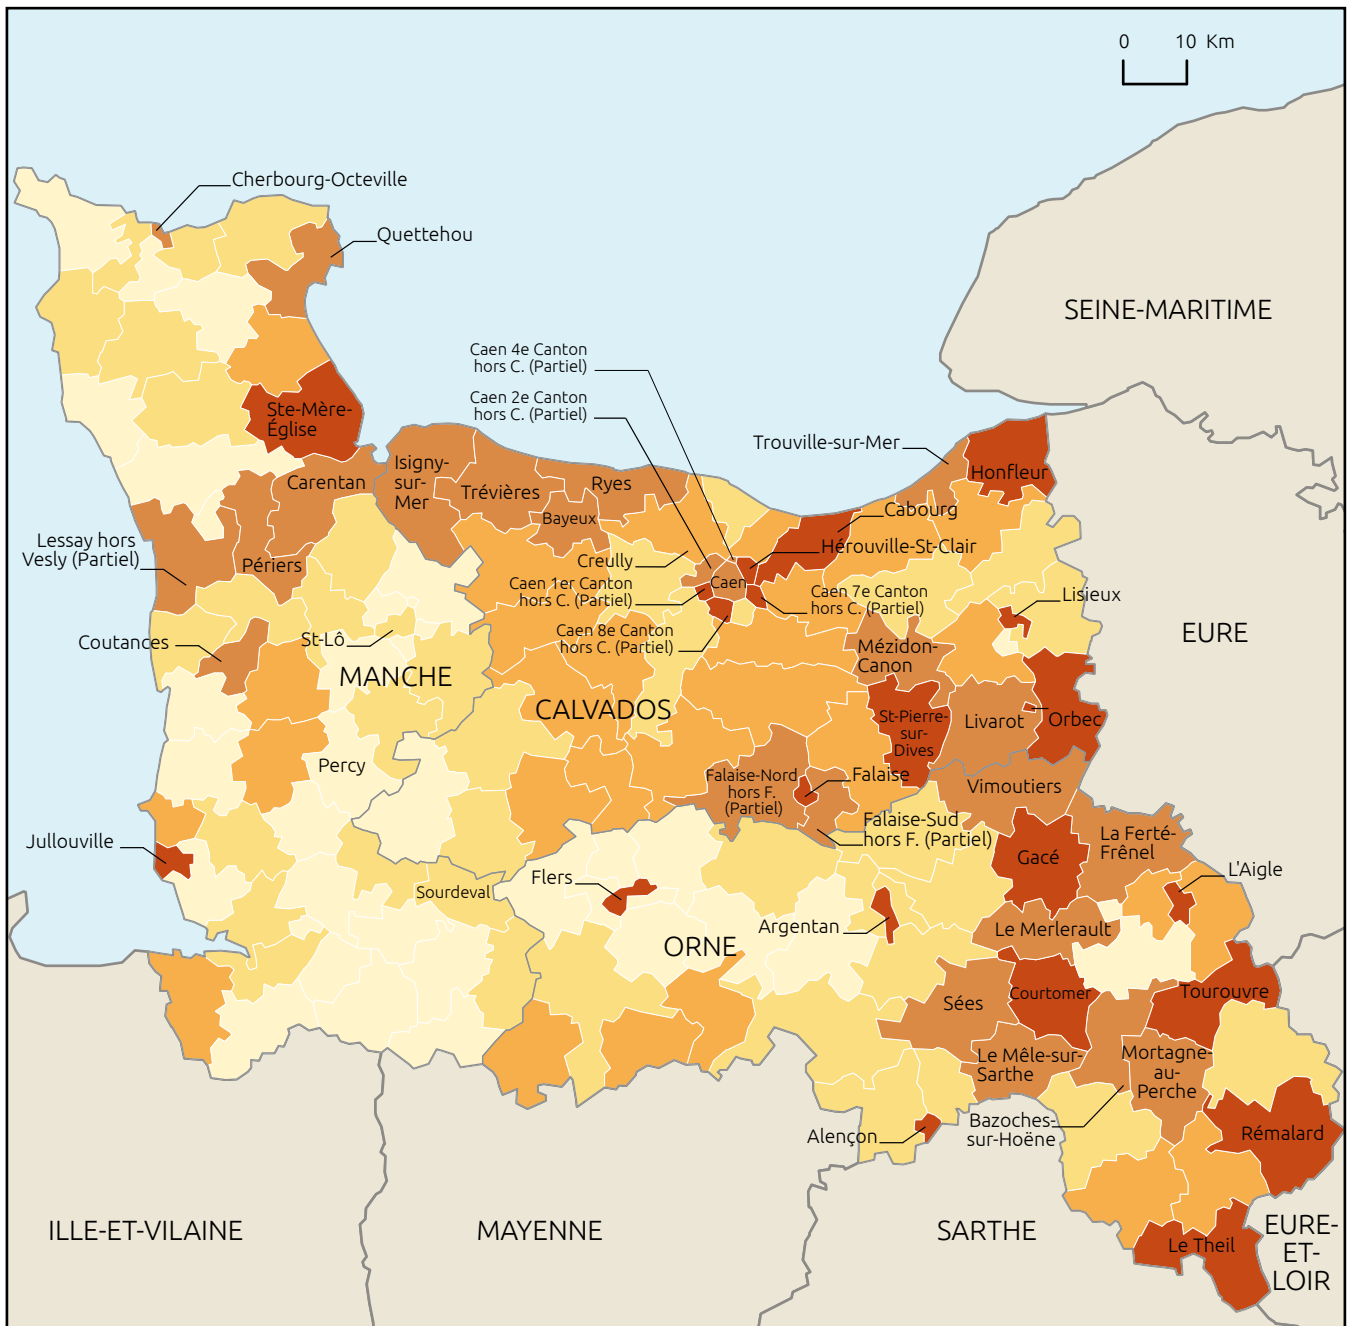 0 10 Km
Cherbourg-Octeville
Quettehou
SEINE-MARITIME
Caen 4e Canton
hors C. (Partiel)
Caen 2e Canton
hors C. (Partiel)
Ste-Mère-
Église
Trouville-sur-Mer
Honfleur
Isigny-
sur-
Mer
Carentan
Trévières
Ryes
Bayeux
Cabourg
Lessay hors
Vesly (Partiel)
Périers
Creully
Hérouville-St-Clair
Caen
Caen 1er Canton
hors C. (Partiel)
Caen 7e Canton
hors C. (Partiel)
Lisieux
Coutances
St-Lô
Caen 8e Canton
hors C. (Partiel)
EURE
MANCHE
Mézidon-
Canon
CALVADOS
St-Pierre-
sur-
Dives
Livarot
Orbec
Percy
Falaise-Nord
hors F.
(Partiel)
Falaise
Vimoutiers
Falaise-Sud
hors F. (Partiel)
Jullouville
Gacé
La Ferté-
Frênel
L'Aigle
Flers
Sourdeval
Argentan
Le Merlerault
ORNE
Sées
Courtomer
Tourouvre
Le Mêle-sur-
Sarthe
Mortagne-
au-
Perche
Bazoches-
sur-Hoëne
Alençon
Rémalard
ILLE-ET-VILAINE
MAYENNE
SARTHE
Le Theil
EURE-
ET-
LOIR